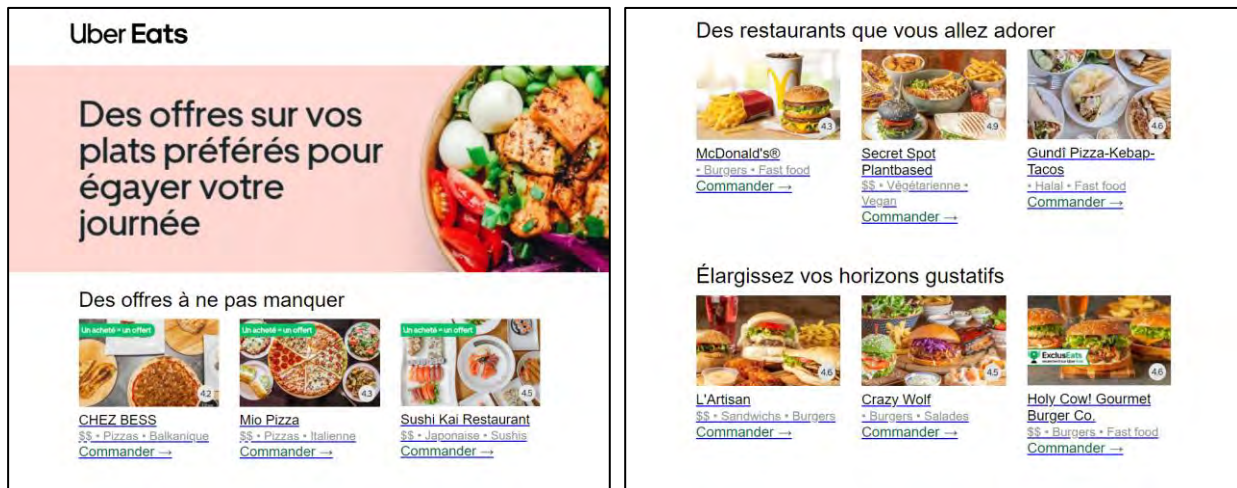 Uber Eats
Des offres sur vos
plats préférés pour
égayer votre
journée
Des offres à ne pas manquer
Un acheté = un offert
4.2
CHEZ BESS
$$ • Pizzas • Balkanique
Commander →
Un acheté = un offert
4.3
Mio Pizza
$$ • Pizzas • Italienne
Commander →
Un acheté = un offert
4.5
Sushi Kai Restaurant
$$ • Japonaise • Sushis
Commander →
Des restaurants que vous allez adorer
4.3
McDonald's®
• Burgers • Fast food
Commander →
4.9
Secret Spot
Plantbased
$$ • Végétarienne •
Vegan
Commander →
4.6
Gundî Pizza-Kebap-
Tacos
• Halal • Fast food
Commander →
Élargissez vos horizons gustatifs
4.6
L'Artisan
$$ • Sandwichs • Burgers
Commander →
4.5
Crazy Wolf
• Burgers • Salades
Commander →
ExclusEats
4.6
Holy Cow! Gourmet
Burger Co.
$$ • Burgers • Fast food
Commander →